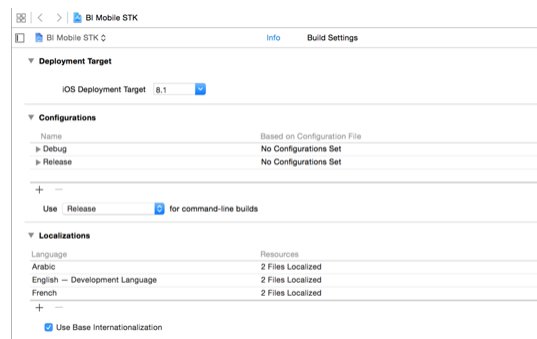 BI Mobile STK
BI Mobile STK Info Build Settings
Deployment Target
iOS Deployment Target 8.1
Configurations
Name Based on Configuration File
Debug No Configurations Set
Release No Configurations Set
Use Release for command-line builds
Localizations
Language Resources
Arabic 2 Files Localized
English — Development Language 2 Files Localized
French 2 Files Localized
Use Base Internationalization